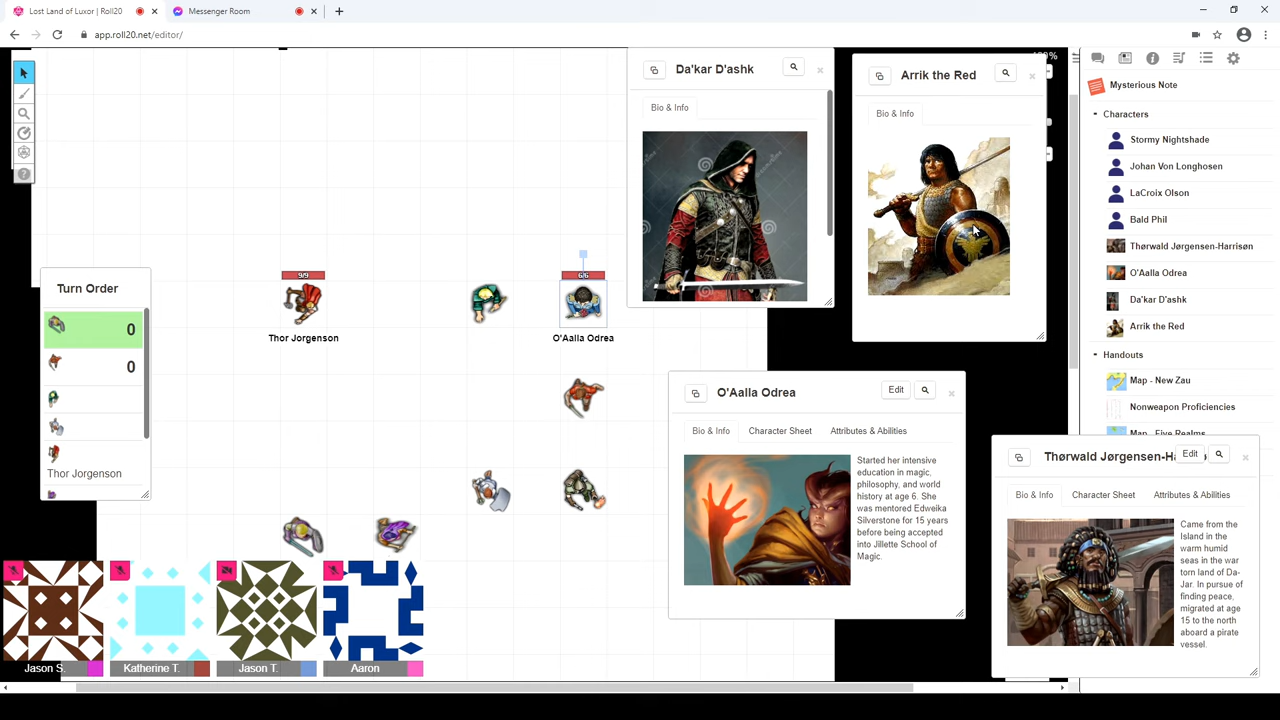 Lost Land of Luxor | Roll20
Messenger Room
app.roll20.net/editor/
Da'kar D'ashk
Bio & Info
Arrik the Red
Bio & Info
Mysterious Note
Characters
Stormy Nightshade
Johan Von Longhosen
LaCroix Olson
Bald Phil
Thørwald Jørgensen-Harrisøn
O'Aalla Odrea
Da'kar D'ashk
Arrik the Red
Handouts
Map - New Zau
Nonweapon Proficiencies
Map - Five Realms
Turn Order
0
0
Thor Jorgenson
9/9
Thor Jorgenson
6/6
O'Aalla Odrea
O'Aalla Odrea
Edit
Bio & Info
Character Sheet
Attributes & Abilities
Started her intensive
education in magic,
philosophy, and world
history at age 6. She
was mentored Edweika
Silverstone for 15 years
before being accepted
into Jillette School of
Magic.
Thørwald Jørgensen-Ha
Edit
Bio & Info
Character Sheet
Attributes & Abilities
Came from the
Island in the
warm humid
seas in the war
torn land of Da-
Jar. In pursue of
finding peace,
migrated at age
15 to the north
aboard a pirate
vessel.
Jason S.
Katherine T.
Jason T.
Aaron